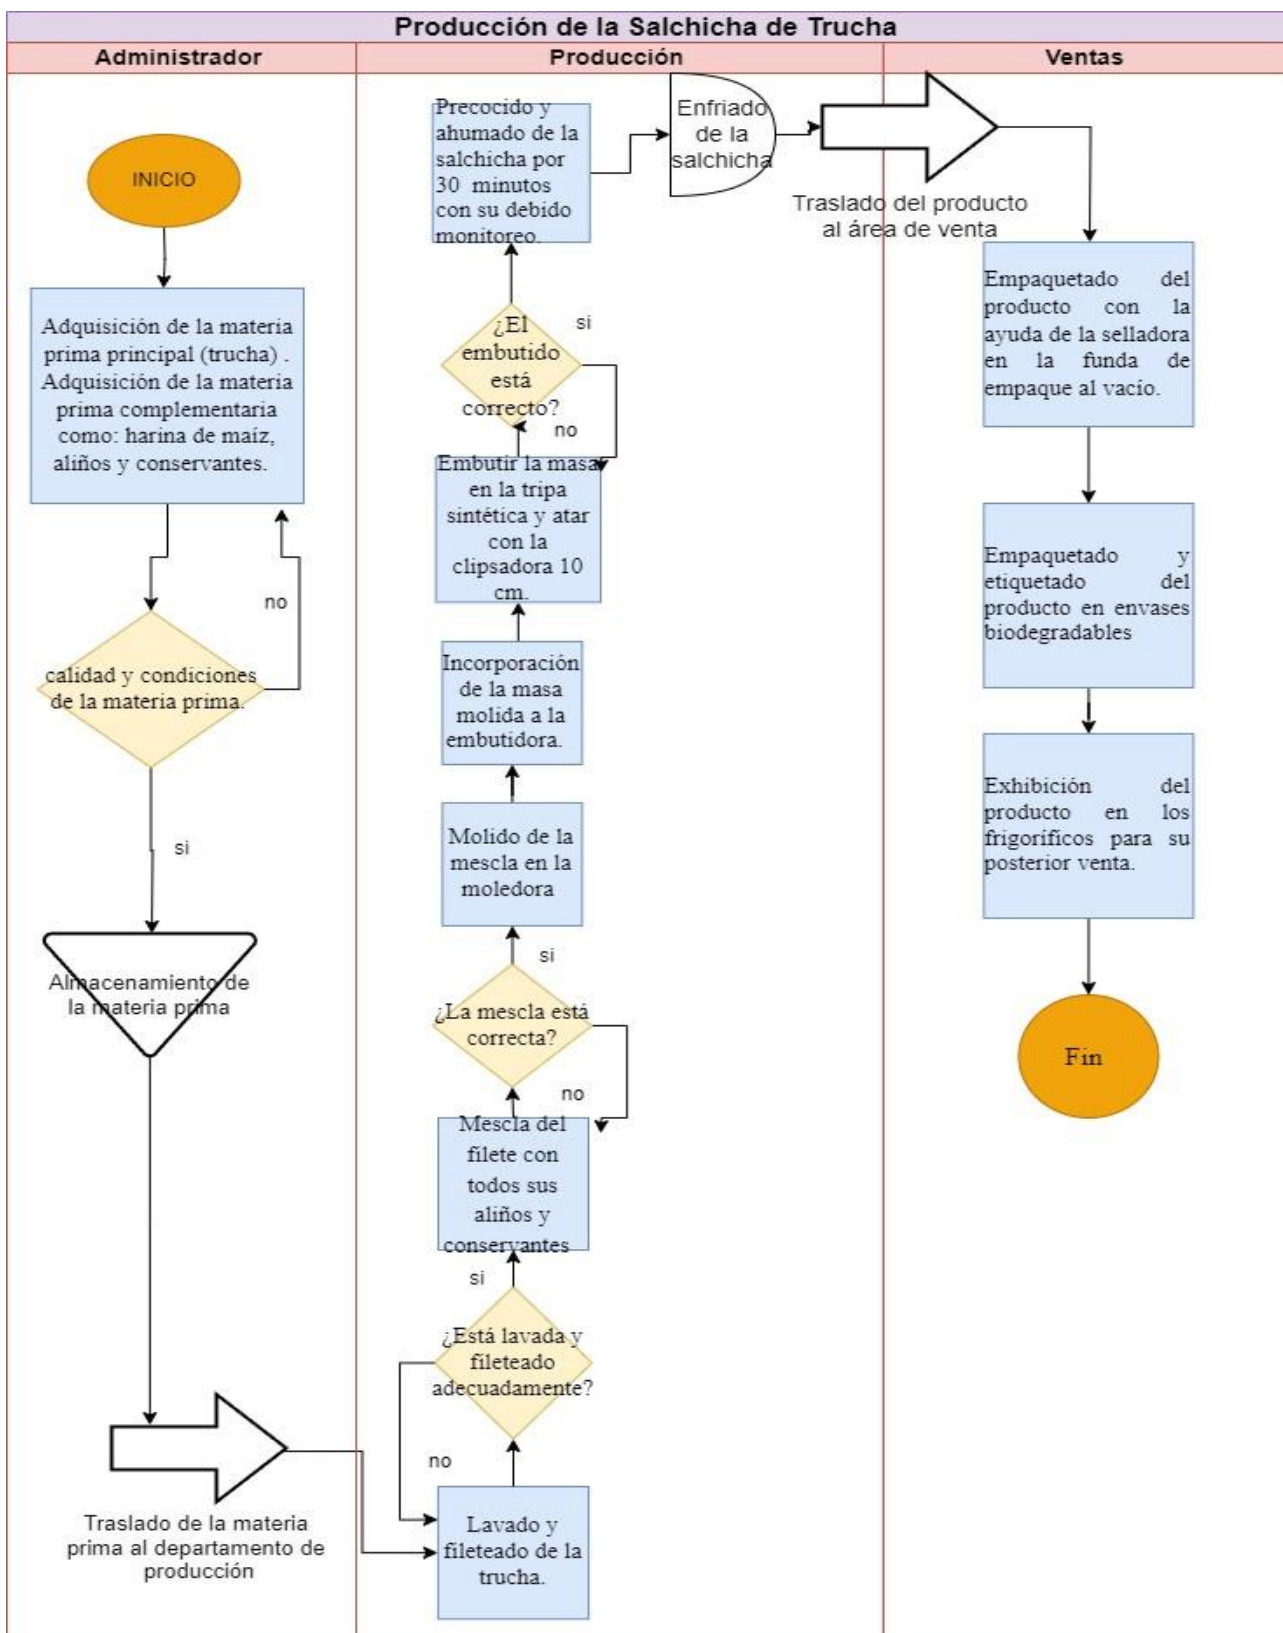 Producción de la Salchicha de Trucha
Administrador
Producción
Ventas
INICIO
Adquisición de la materia
prima principal (trucha) .
Adquisición de la materia
prima complementaria
como: harina de maíz,
aliños y conservantes.
no
calidad y condiciones
de la materia prima.
si
Almacenamiento de
la materia prima
Traslado de la materia
prima al departamento de
producción
Lavado y
fileteado de la
trucha.
no
¿Está lavada y
fileteado
adecuadamente?
si
Mescla del
filete con
todos sus
aliños y
conservantes
no
¿La mescla está
correcta?
si
Molido de la
mescla en la
moledora
Incorporación
de la masa
molida a la
embutidora.
Embutir la masa
en la tripa
sintética y atar
con la
clipsadora 10
cm.
no
¿El
embutido
está
correcto?
si
Precocido y
ahumado de la
salchicha por
30 minutos
con su debido
monitoreo.
Enfriado
de la
salchicha
Traslado del producto
al área de venta
Empaquetado del
producto con la
ayuda de la selladora
en la funda de
empaque al vacío.
Empaquetado y
etiquetado del
producto en envases
biodegradables
Exhibición del
producto en los
frigoríficos para su
posterior venta.
Fin